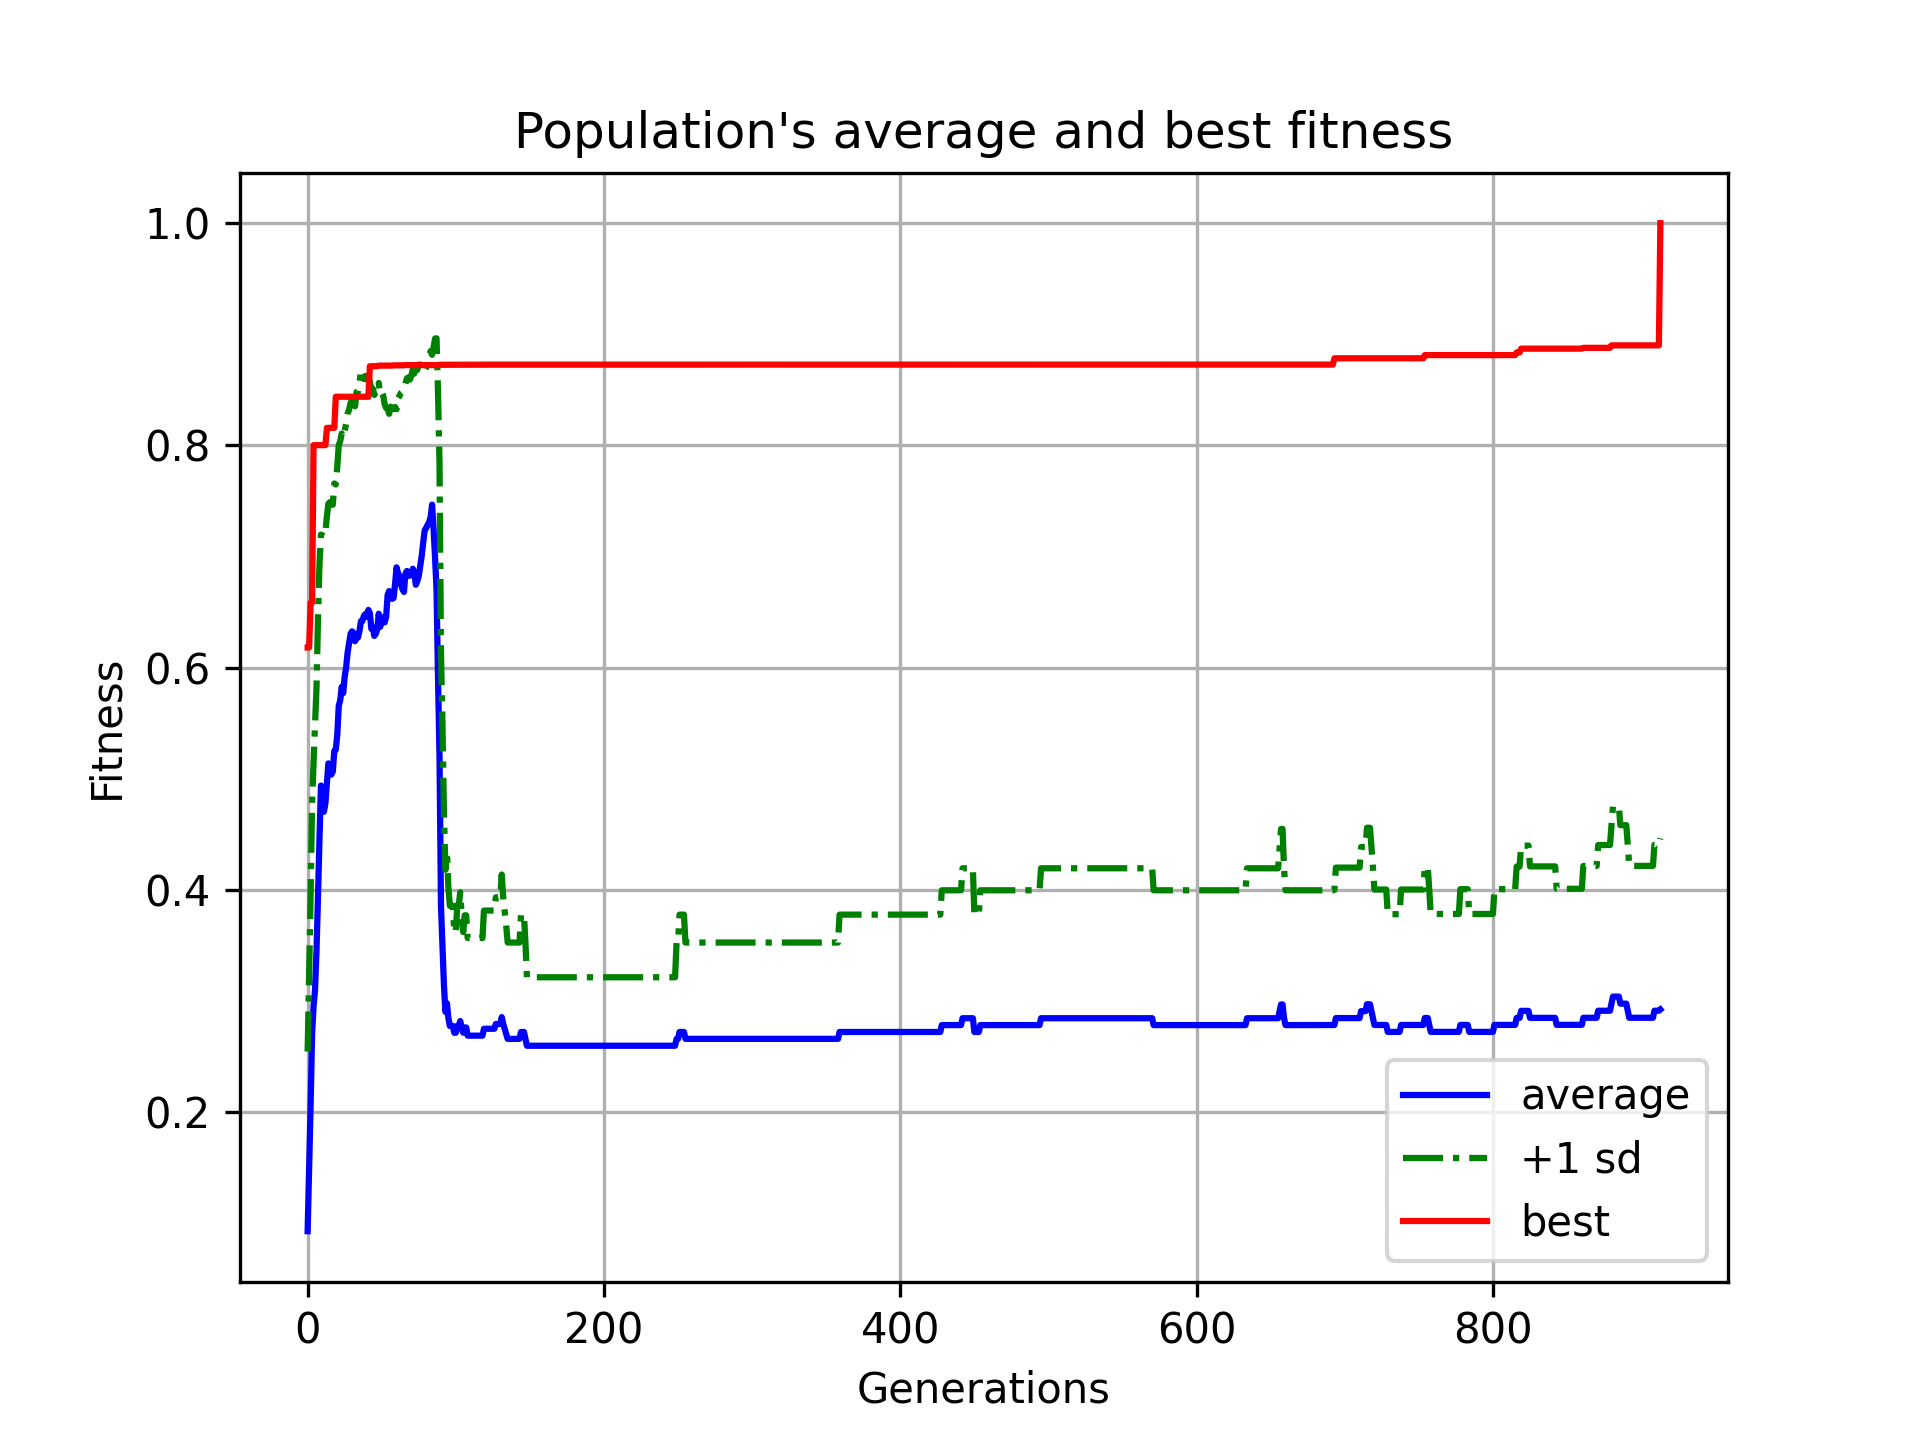 Population's average and best fitness
1.0
0.8
0.6
0.4
0.2
Fitness
0 200 400 600 800
Generations
average
+1 sd
best